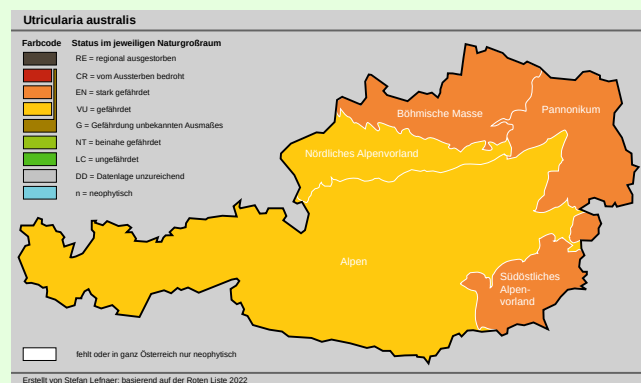 Utricularia australis
Farbcode Status im jeweiligen Naturgroßraum
RE = regional ausgestorben
CR = vom Aussterben bedroht
EN = stark gefährdet
VU = gefährdet
G = Gefährdung unbekannten Ausmaßes
NT = beinahe gefährdet
LC = ungefährdet
DD = Datenlage unzureichend
n = neophytisch
Böhmische Masse
Pannonikum
Nördliches Alpenvorland
Alpen
Südöstliches
Alpen-
vorland
fehlt oder in ganz Österreich nur neophytisch
Erstellt von Stefan Lefnaer; basierend auf der Roten Liste 2022